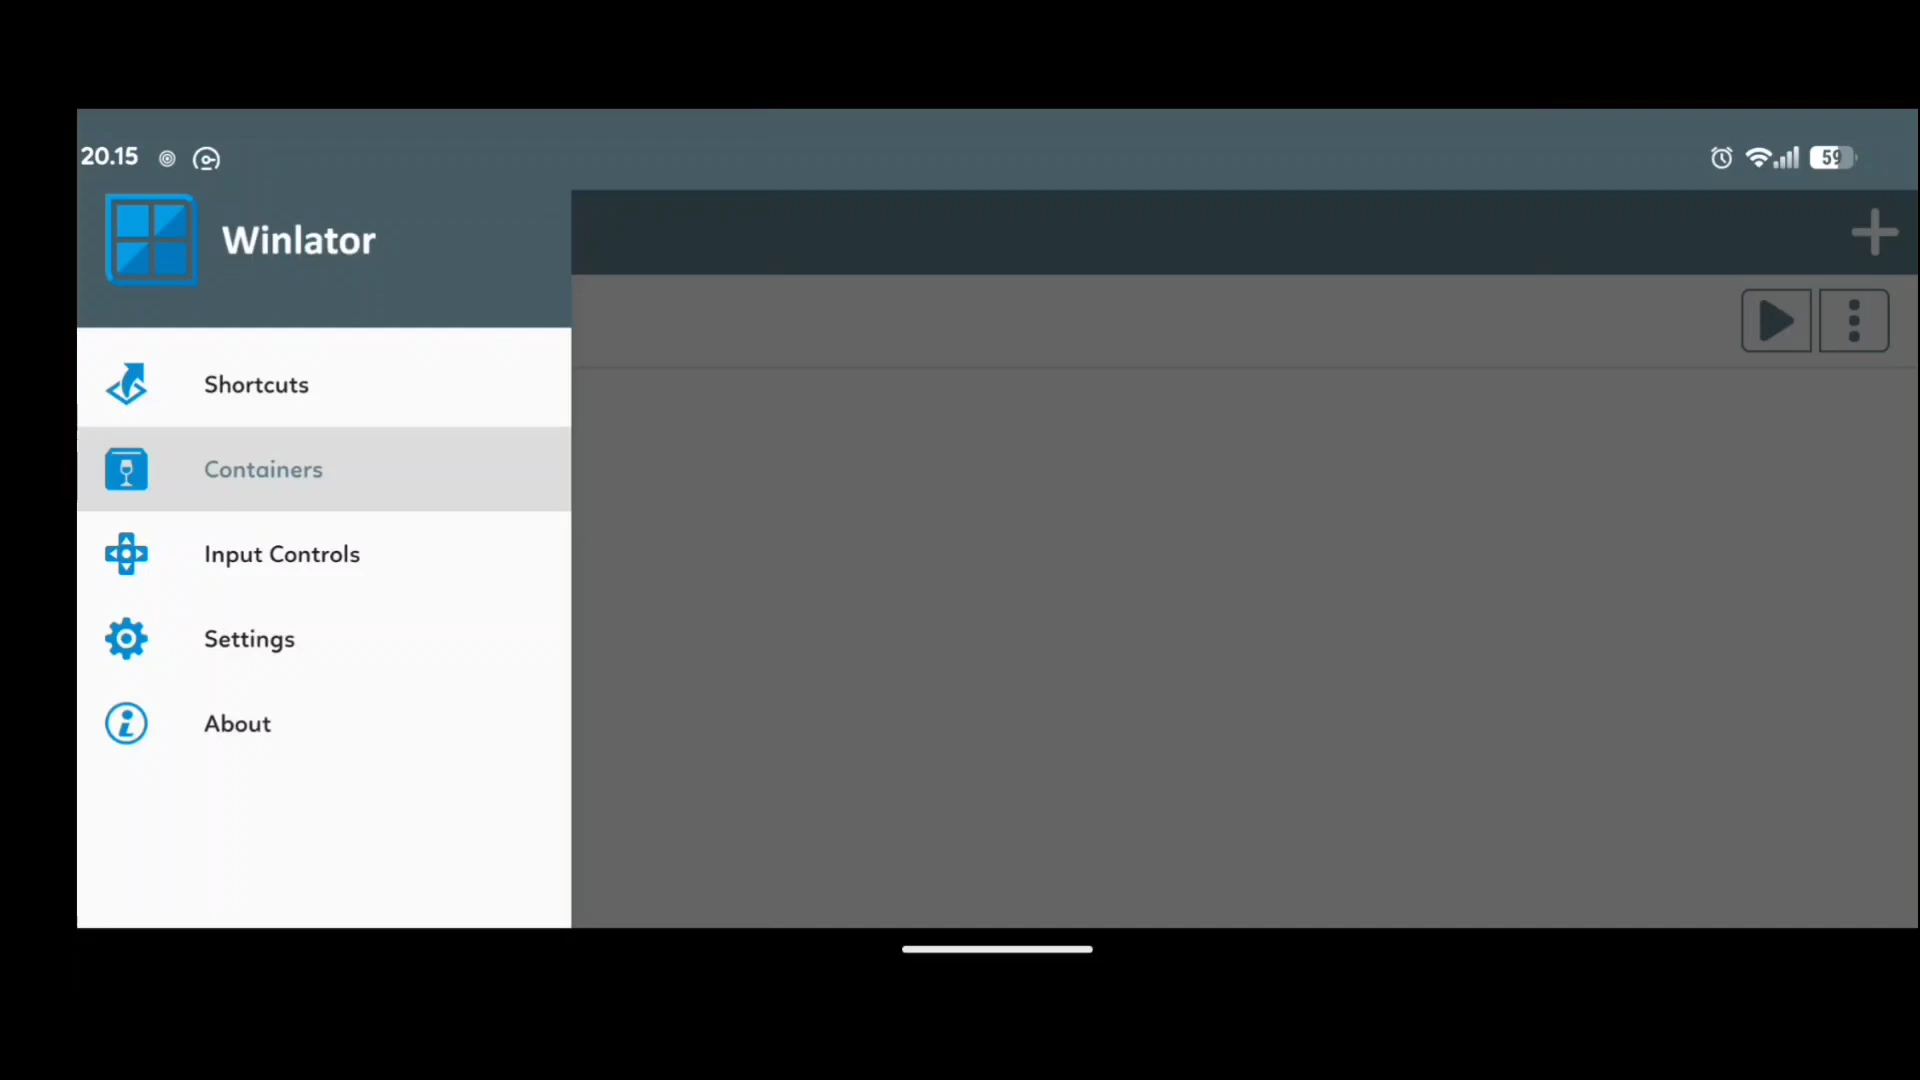 20.15
59
Winlator
Shortcuts
Containers
Input Controls
Settings
About